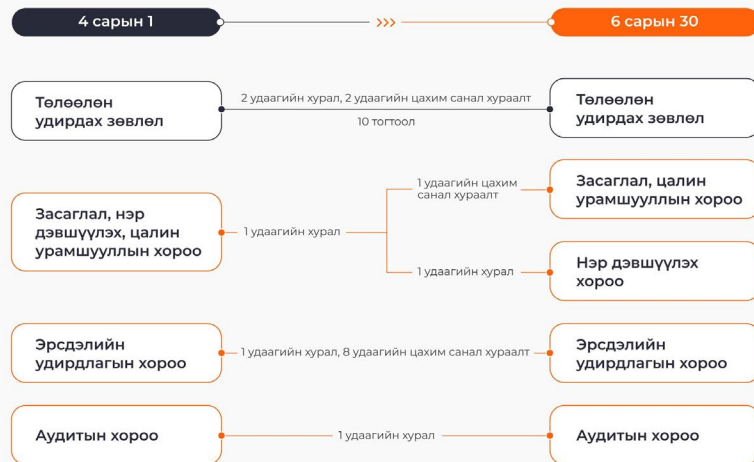 4 сарын 1
>>>
6 сарын 30
Төлөөлөн
удирдах зөвлөл
2 удаагийн хурал, 2 удаагийн цахим санал хураалт
10 тогтоол
Төлөөлөн
удирдах зөвлөл
Засаглал, нэр
дэвшүүлэх, цалин
урамшууллын хороо
1 удаагийн хурал
1 удаагийн цахим
санал хураалт
Засаглал, цалин
урамшууллын хороо
1 удаагийн хурал
Нэр дэвшүүлэх
хороо
Эрсдэлийн
удирдлагын хороо
1 удаагийн хурал, 8 удаагийн цахим санал хураалт
Эрсдэлийн
удирдлагын хороо
Аудитын хороо
1 удаагийн хурал
Аудитын хороо